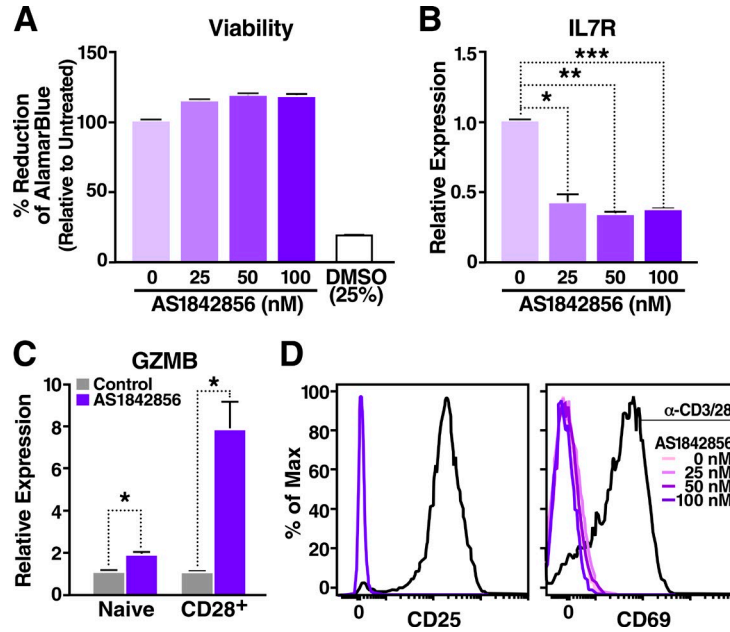 A
Viability
% Reduction
of AlamarBlue
(Relative to Untreated)
150
100
50
0
0 25 50 100
AS1842856 (nM)
DMSO
(25%)
B
IL7R
Relative Expression
1.5
1.0
0.5
0
***
**
*
0 25 50 100
AS1842856 (nM)
C
GZMB
Control
AS1842856
Relative Expression
10
8
6
4
2
0
*
*
Naive CD28+
D
% of Max
100
80
60
40
20
0
0
CD25
α-CD3/28
AS1842856
0 nM
25 nM
50 nM
100 nM
0
CD69